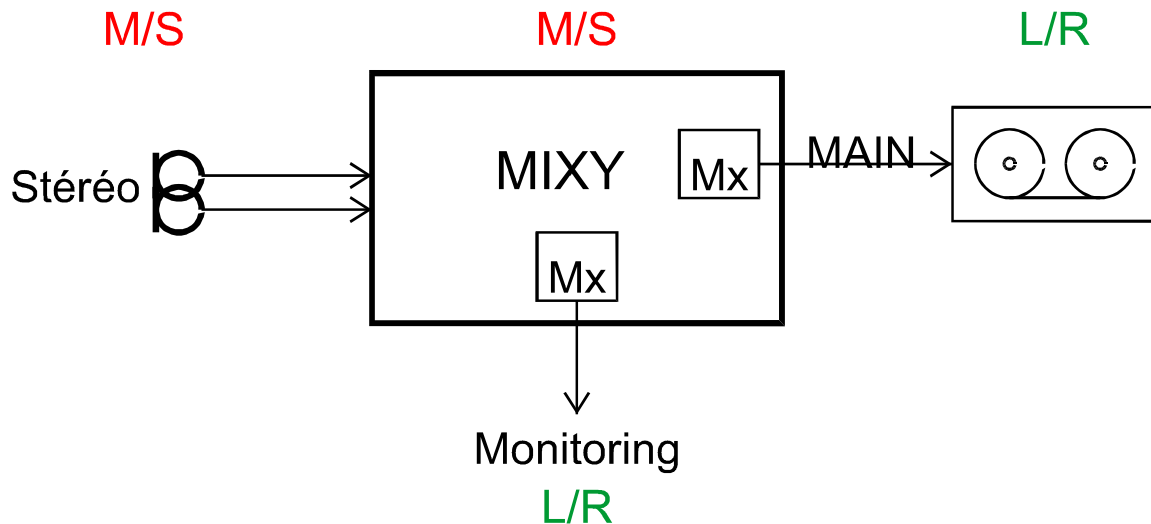 M/S
M/S
L/R
Stéréo
MIXY
Mx
MAIN
Mx
Monitoring
L/R